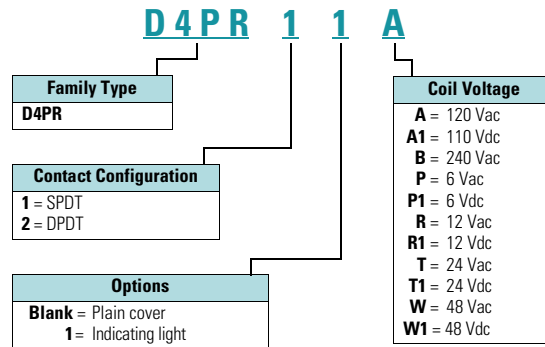 D4PR 1 1 A
Family Type
D4PR
Contact Configuration
1 = SPDT
2 = DPDT
Options
Blank = Plain cover
1 = Indicating light
Coil Voltage
A = 120 Vac
A1 = 110 Vdc
B = 240 Vac
P = 6 Vac
P1 = 6 Vdc
R = 12 Vac
R1 = 12 Vdc
T = 24 Vac
T1 = 24 Vdc
W = 48 Vac
W1 = 48 Vdc